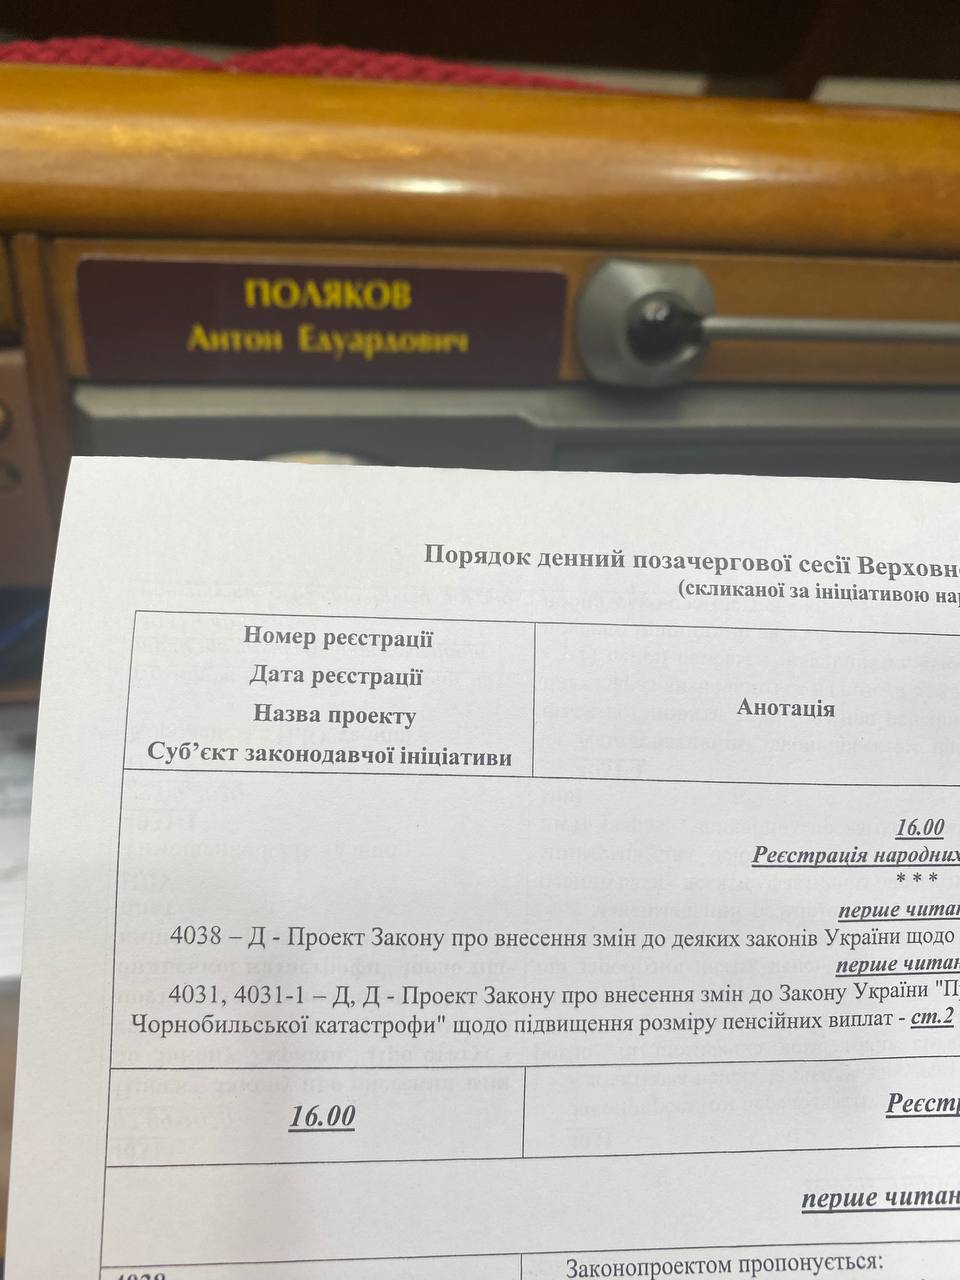 ПОЛЯКОВ
Антон Едуардович
Порядок денний позачергової сесії Верховн
(скликаної за ініціативою на
Номер реєстрації
Дата реєстрації
Назва проекту
Суб’єкт законодавчої ініціативи
Анотація
16.00
Реєстрація народних
* * *
перше читан
4038 – Д - Проект Закону про внесення змін до деяких законів України щодо
перше читан
4031, 4031-1 – Д, Д - Проект Закону про внесення змін до Закону України "П
Чорнобильської катастрофи" щодо підвищення розміру пенсійних виплат - ст.2
16.00
Реєстр
перше читан
4038
Законопроектом пропонується: